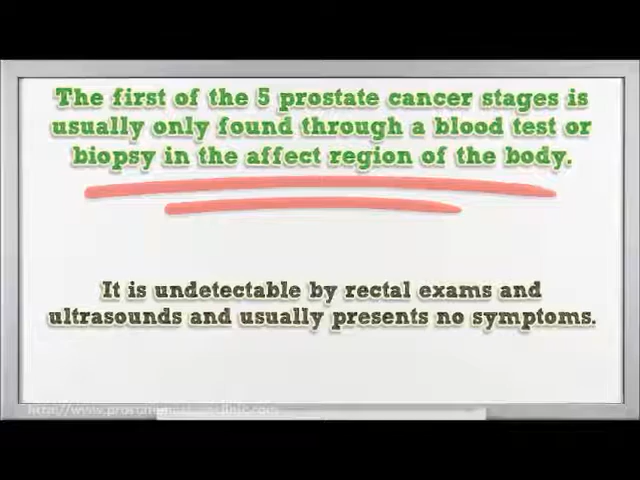 The first of the 5 prostate cancer stages is
usually only found through a blood test or
biopsy in the affect region of the body.
It is undetectable by rectal exams and
ultrasounds and usually presents no symptoms.